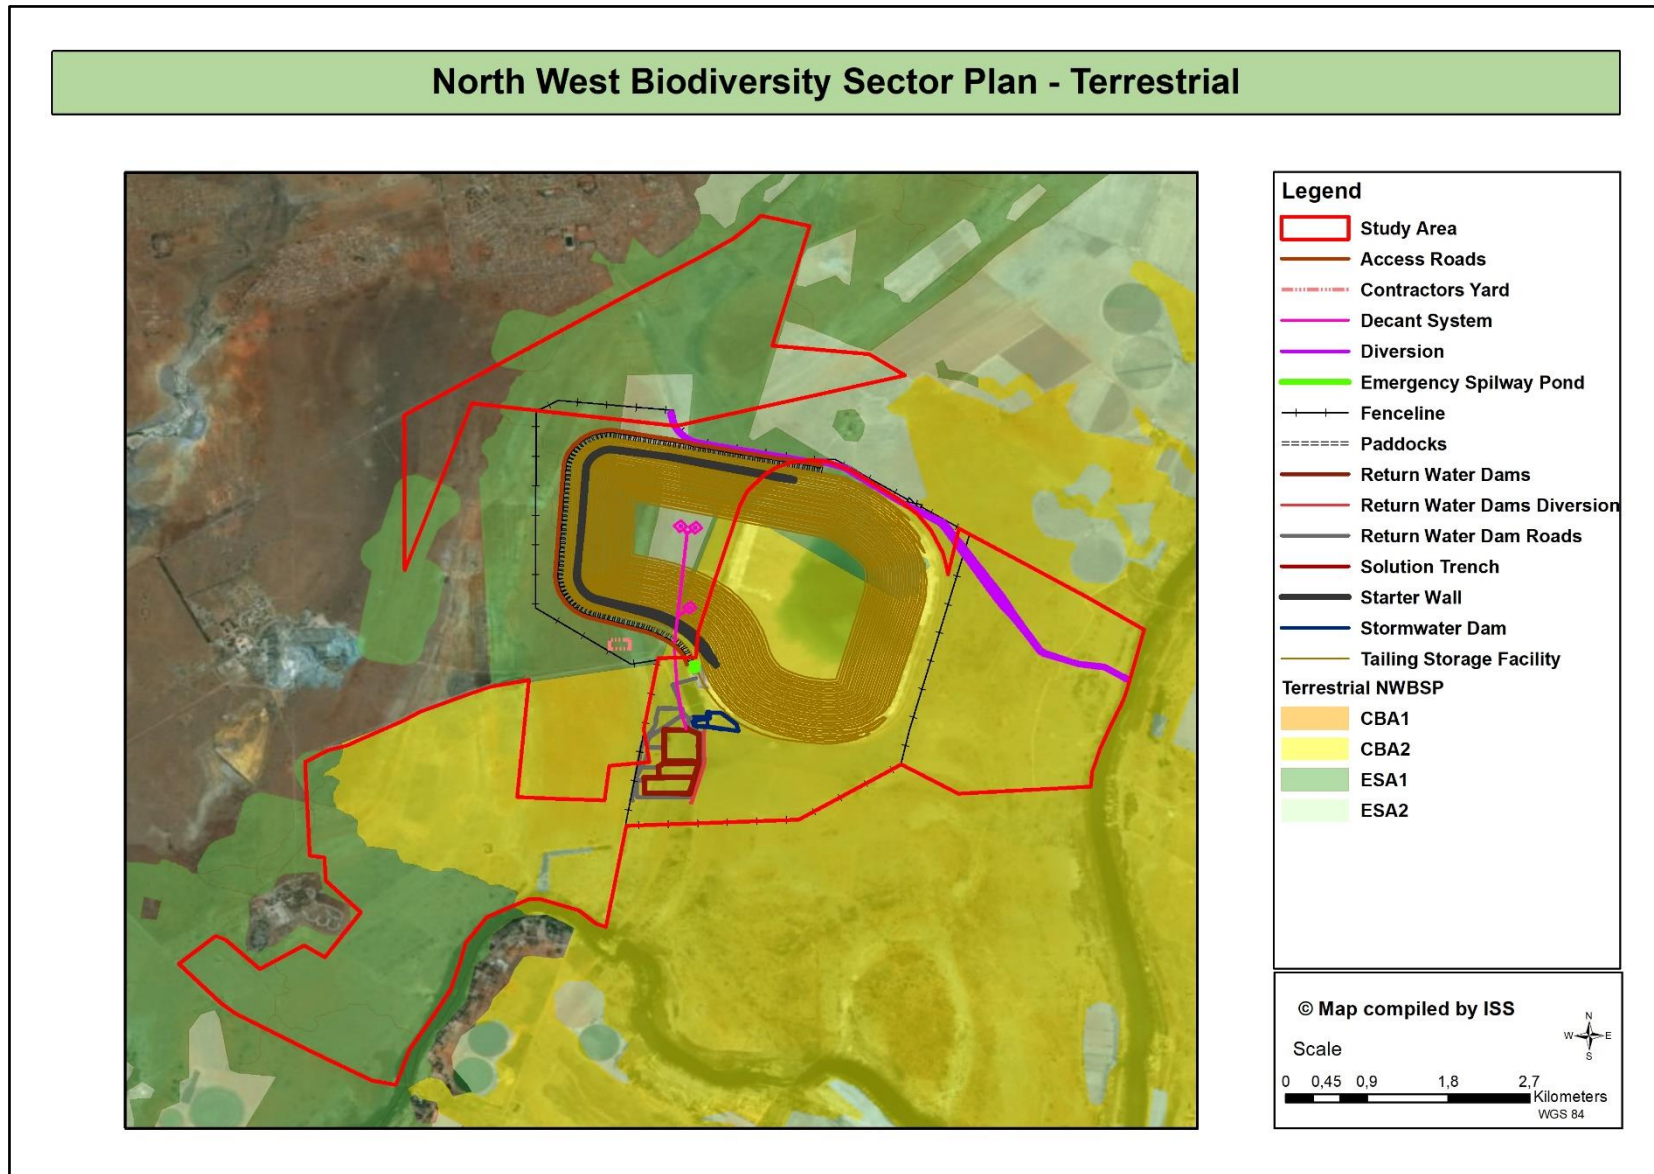 North West Biodiversity Sector Plan - Terrestrial
Legend
Study Area
Access Roads
Contractors Yard
Decant System
Diversion
Emergency Spilway Pond
Fenceline
Paddocks
Return Water Dams
Return Water Dams Diversion
Return Water Dam Roads
Solution Trench
Starter Wall
Stormwater Dam
Tailing Storage Facility
Terrestrial NWBSP
CBA1
CBA2
ESA1
ESA2
© Map compiled by ISS
N
W E
S
Scale
0 0,45 0,9 1,8 2,7
Kilometers
WGS 84